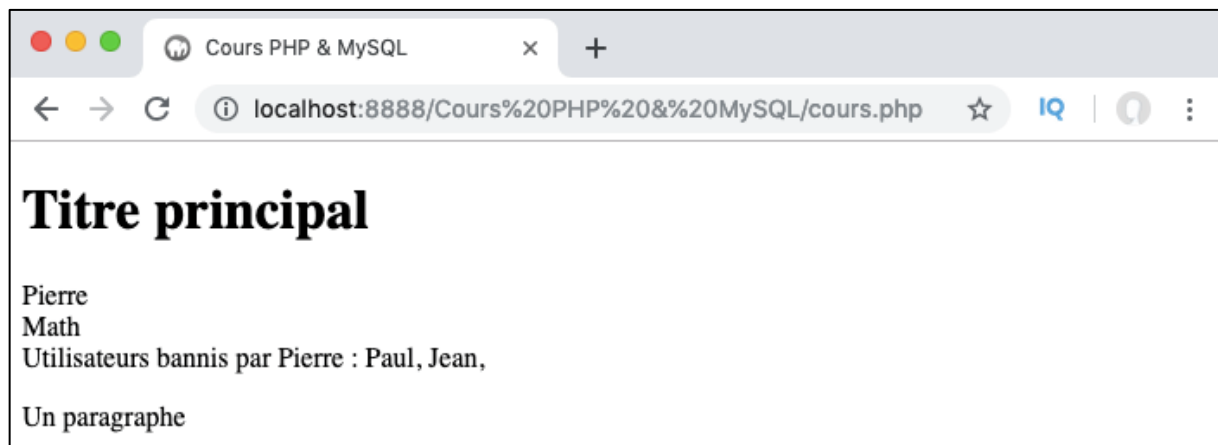 Cours PHP & MySQL
localhost:8888/Cours%20PHP%20&%20MySQL/cours.php
IQ
Titre principal
Pierre
Math
Utilisateurs bannis par Pierre : Paul, Jean,
Un paragraphe